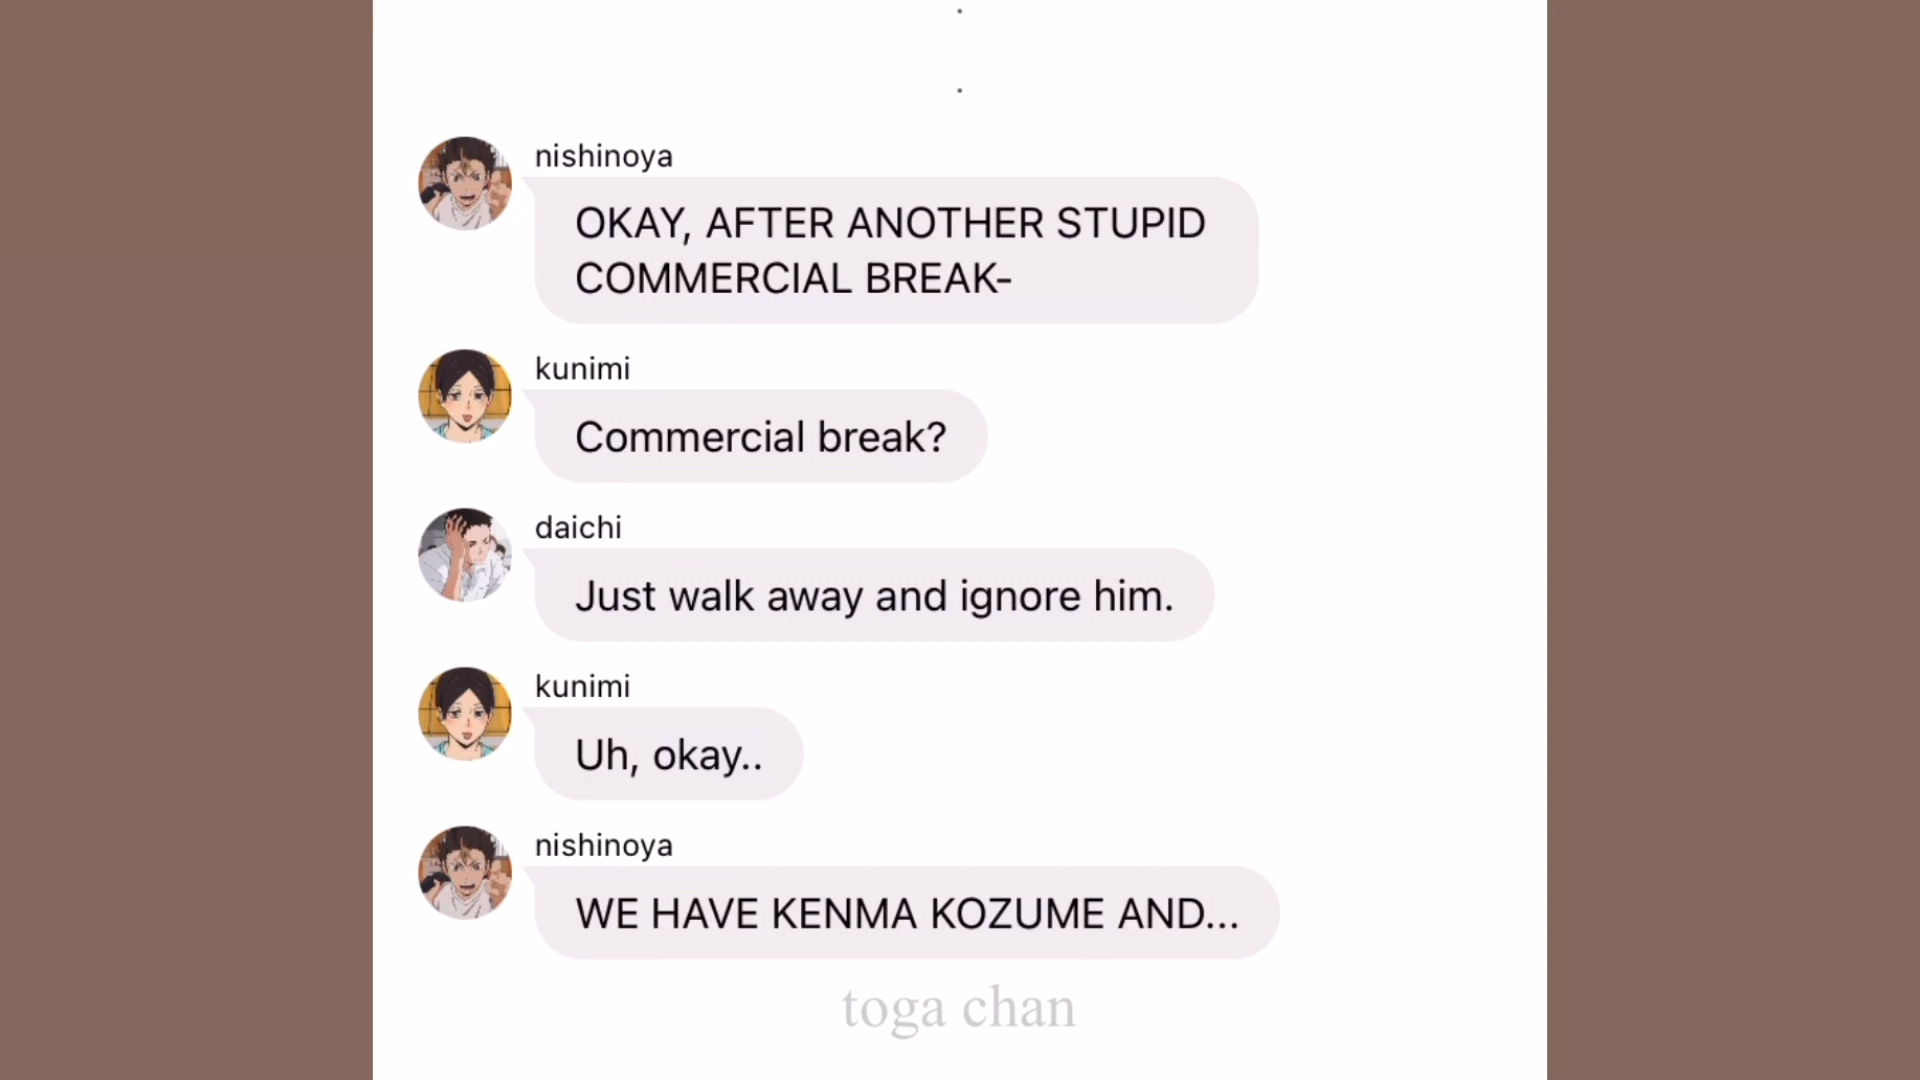 .
.
nishinoya
OKAY, AFTER ANOTHER STUPID
COMMERCIAL BREAK-
kunimi
Commercial break?
daichi
Just walk away and ignore him.
kunimi
Uh, okay..
nishinoya
WE HAVE KENMA KOZUME AND...
toga chan